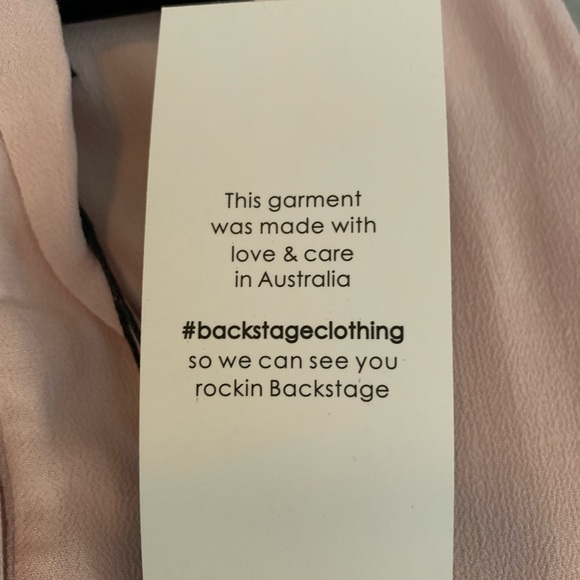 This garment
was made with
love & care
in Australia
#backstageclothing
so we can see you
rockin Backstage